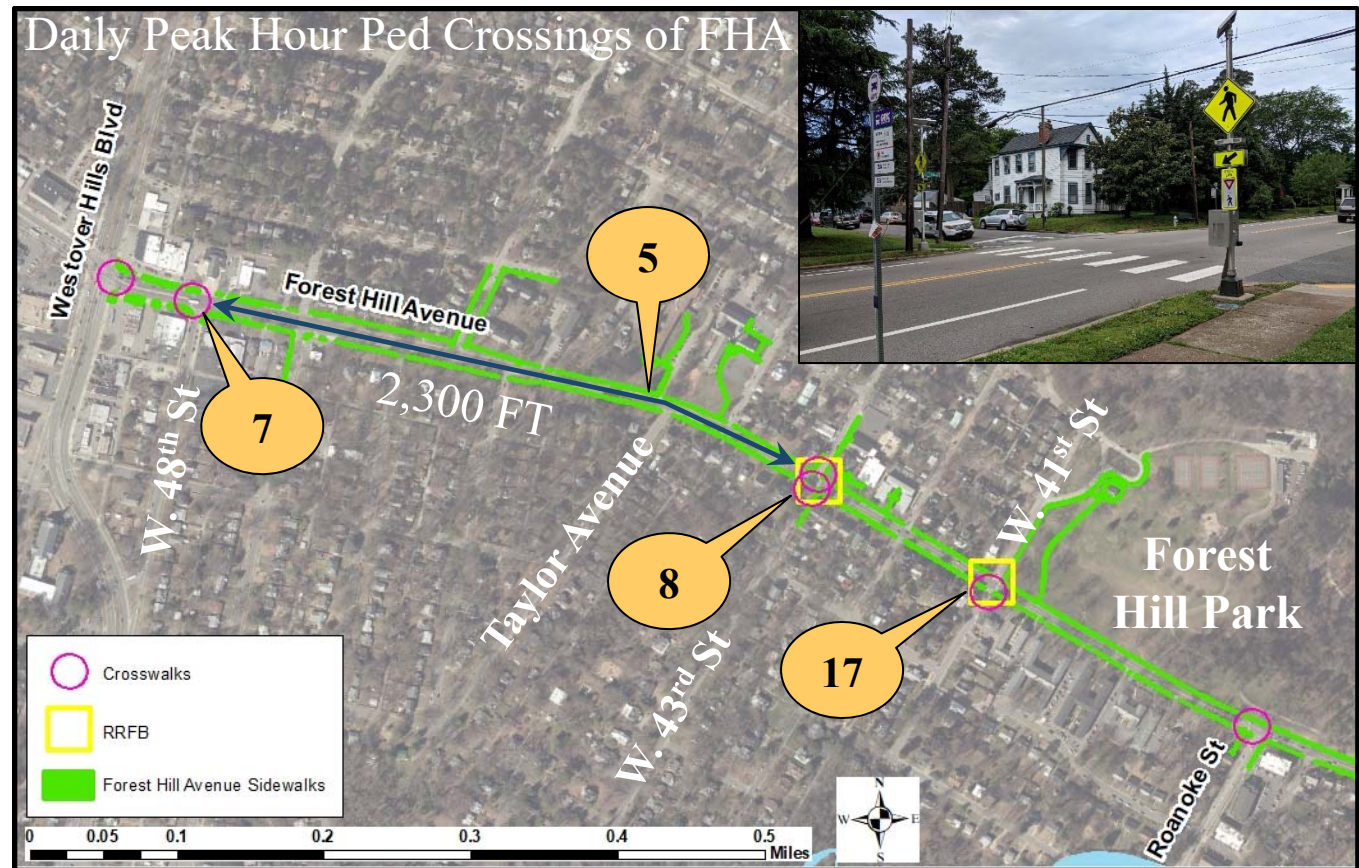 Daily Peak Hour Ped Crossings of FHA
Westover Hills Blvd
Forest Hill Avenue
5
2,300 FT
7
W. 48th St
Taylor Avenue
8
W. 43rd St
W. 41st St
17
Forest
Hill Park
Roanoke St
Crosswalks
RRFB
Forest Hill Avenue Sidewalks
0 0.05 0.1 0.2 0.3 0.4 0.5
Miles
N
W E
S